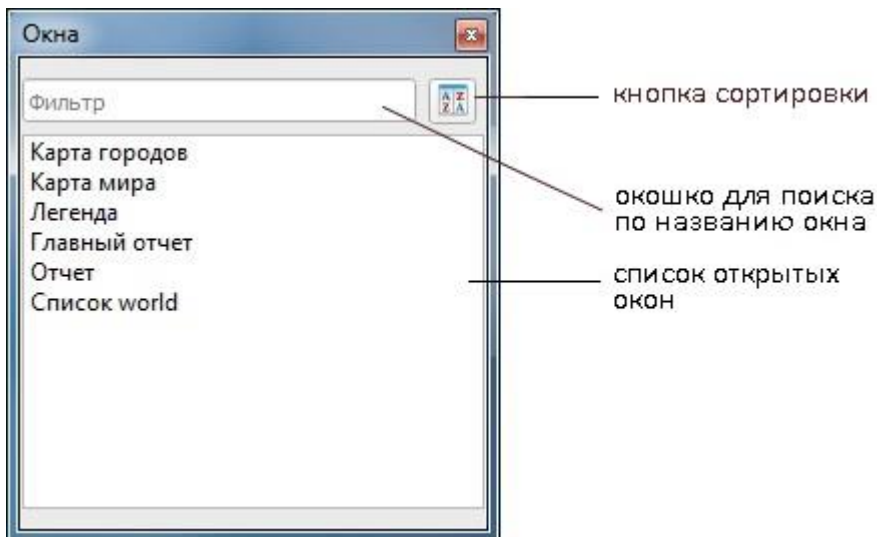 Окна
Фильтр
Карта городов
Карта мира
Легенда
Главный отчет
Отчет
Список world
кнопка сортировки
окошко для поиска
по названию окна
список открытых
окон